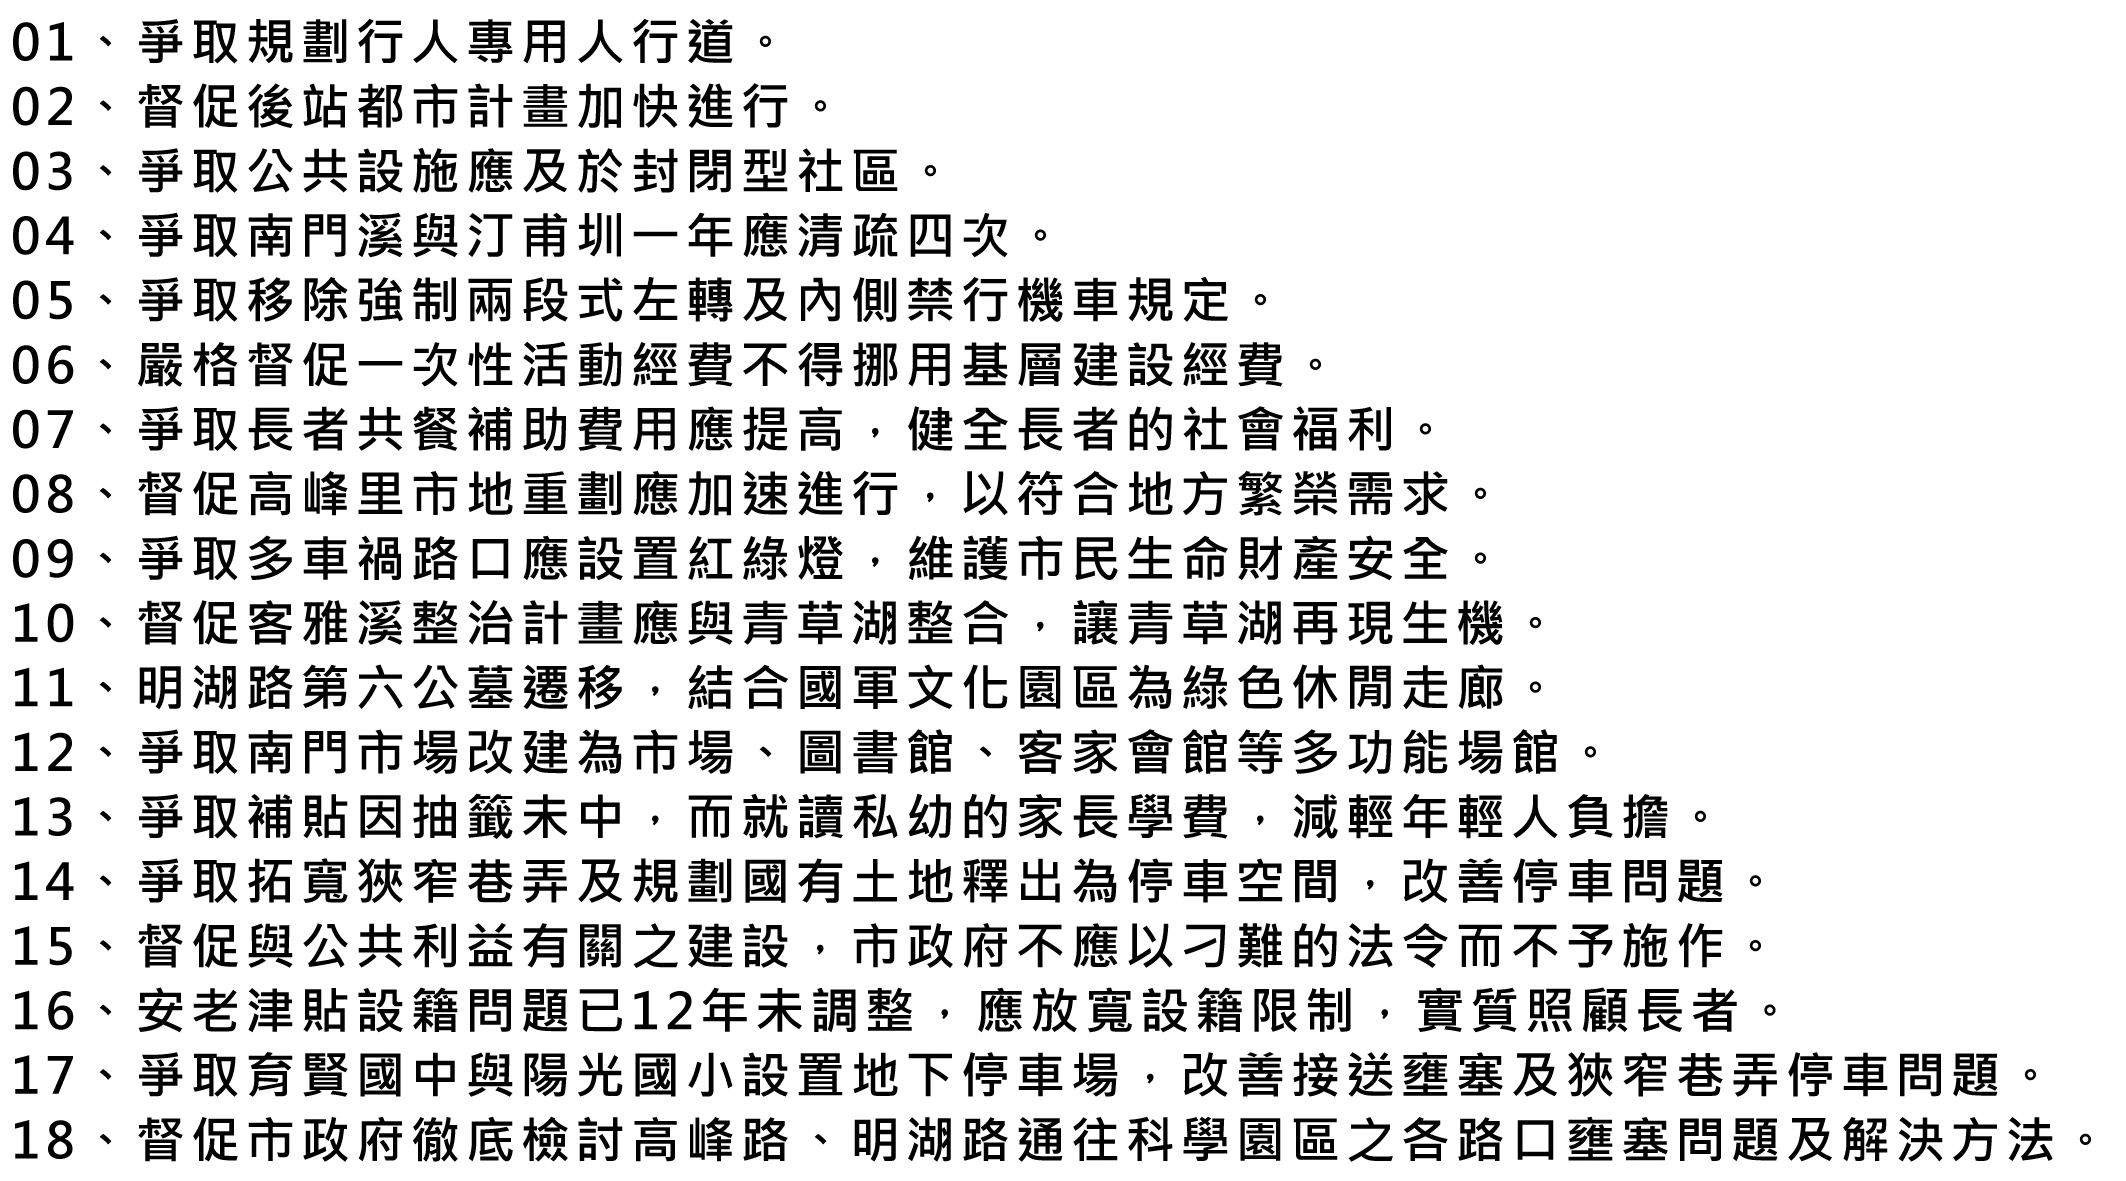 01、爭取規劃行人專用人行道。
02、督促後站都市計畫加快進行。
03、爭取公共設施應及於封閉型社區。
04、爭取南門溪與汀甫圳一年應清疏四次。
05、爭取移除強制兩段式左轉及內側禁行機車規定。
06、嚴格督促一次性活動經費不得挪用基層建設經費。
07、爭取長者共餐補助費用應提高，健全長者的社會福利。
08、督促高峰里市地重劃應加速進行，以符合地方繁榮需求。
09、爭取多車禍路口應設置紅綠燈，維護市民生命財產安全。
10、督促客雅溪整治計畫應與青草湖整合，讓青草湖再現生機。
11、明湖路第六公墓遷移，結合國軍文化園區為綠色休閒走廊。
12、爭取南門市場改建為市場、圖書館、客家會館等多功能場館。
13、爭取補貼因抽籤未中，而就讀私幼的家長學費，減輕年輕人負擔。
14、爭取拓寬狹窄巷弄及規劃國有土地釋出為停車空間，改善停車問題。
15、督促與公共利益有關之建設，市政府不應以刁難的法令而不予施作。
16、安老津貼設籍問題已12年未調整，應放寬設籍限制，實質照顧長者。
17、爭取育賢國中與陽光國小設置地下停車場，改善接送壅塞及狹窄巷弄停車問題。
18、督促市政府徹底檢討高峰路、明湖路通往科學園區之各路口壅塞問題及解決方法。